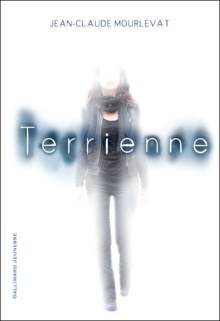 JEAN-CLAUDE MOURLEVAT
Terrienne
GALLIMARD JEUNESSE